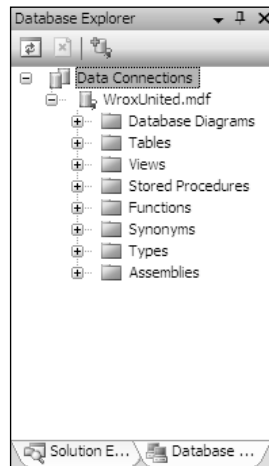 Database Explorer
Data Connections
WroxUnited.mdf
Database Diagrams
Tables
Views
Stored Procedures
Functions
Synonyms
Types
Assemblies
Solution E... Database ...